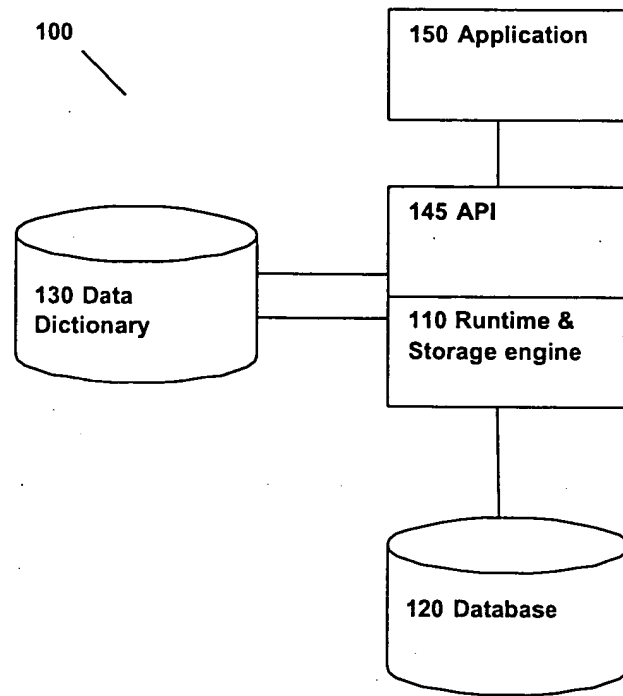 100
150 Application
145 API
130 Data
Dictionary
110 Runtime &
Storage engine
120 Database